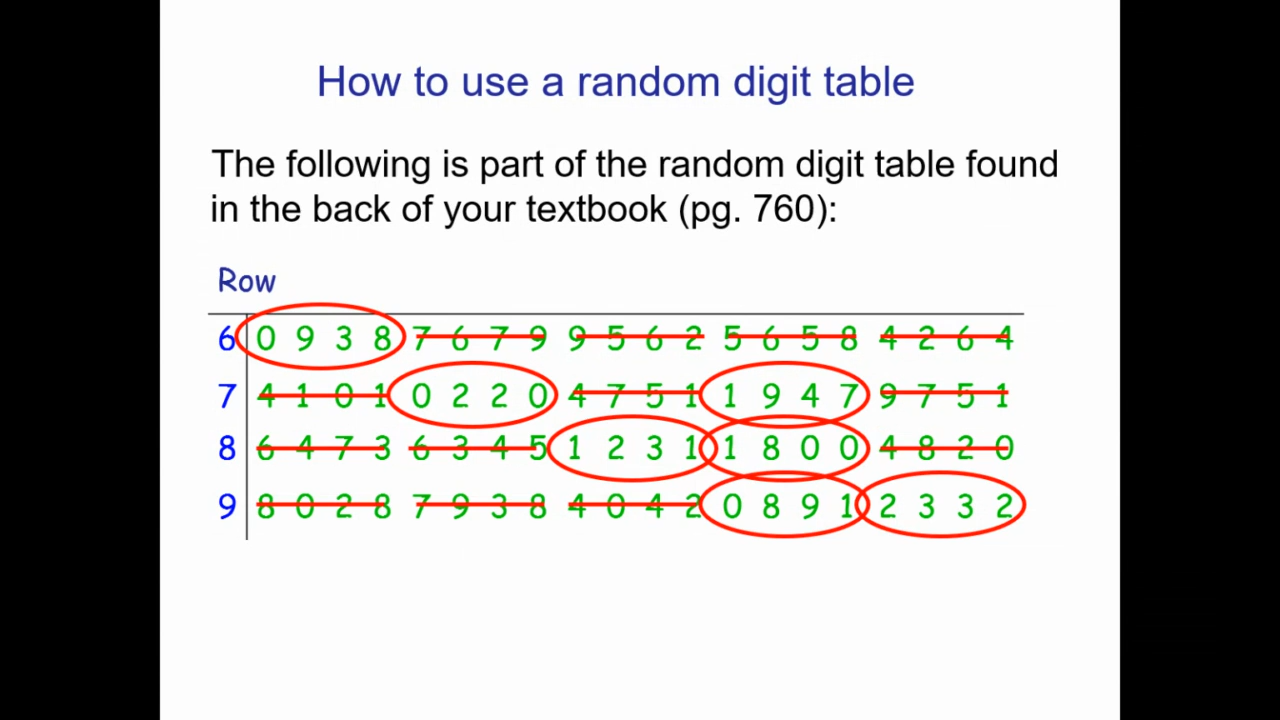 How to use a random digit table
The following is part of the random digit table found
in the back of your textbook (pg. 760):
Row
6 0 9 3 8 7 6 7 9 9 5 6 2 5 6 5 8 4 2 6 4
7 4 1 0 1 0 2 2 0 4 7 5 1 1 9 4 7 9 7 5 1
8 6 4 7 3 6 3 4 5 1 2 3 1 1 8 0 0 4 8 2 0
9 8 0 2 8 7 9 3 8 4 0 4 2 0 8 9 1 2 3 3 2